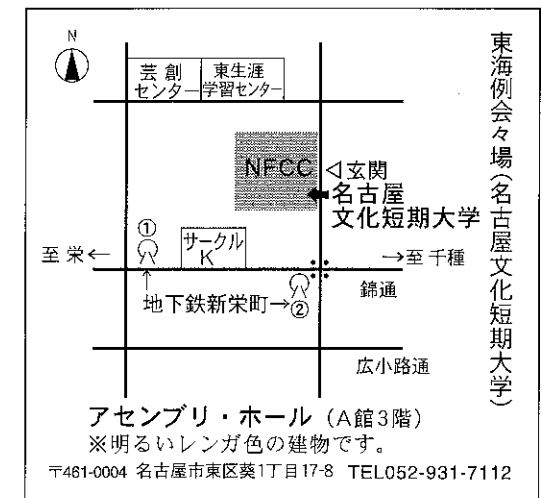 東海例会々場(名古屋文化短期大学)
N
芸創
センター
東生涯
学習センター
NFCC
◁玄関
←名古屋
文化短期大学
①
サークル
K
至栄←
→至千種
地下鉄新栄町→
②
錦通
広小路通
アセンブリ・ホール(A館3階)
※明るいレンガ色の建物です。
〒461-0004 名古屋市東区葵1丁目17-8 TEL052-931-7112